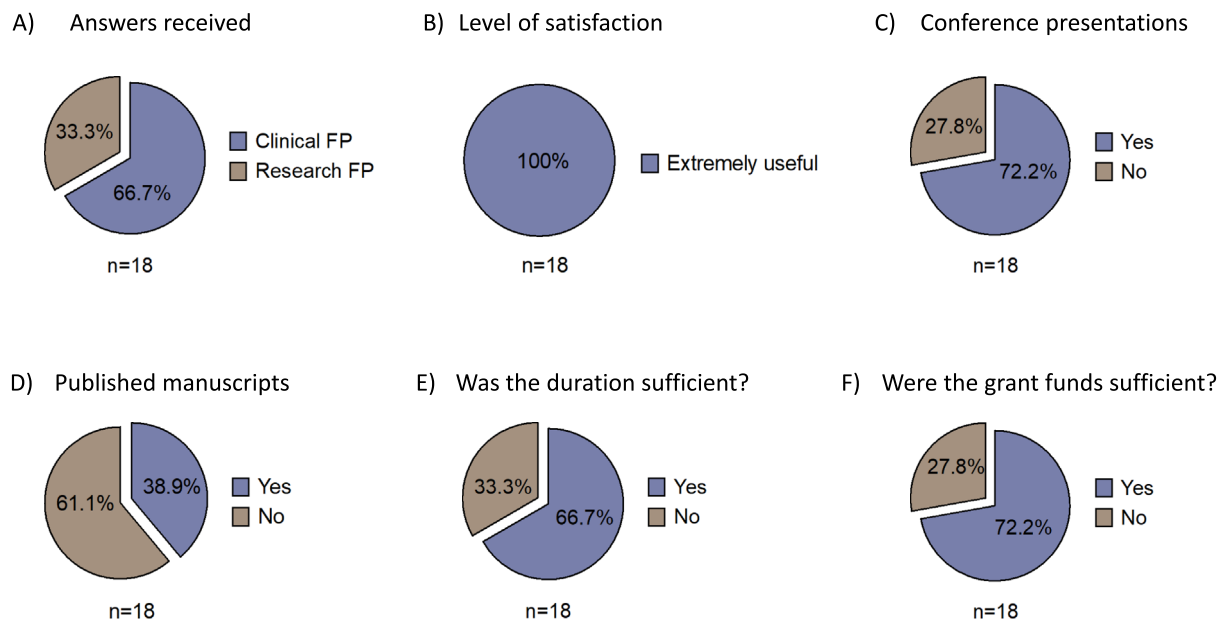 A) Answers received
33.3%
66.7%
Clinical FP
Research FP
n=18
B) Level of satisfaction
100%
Extremely useful
n=18
C) Conference presentations
27.8%
72.2%
Yes
No
n=18
D) Published manuscripts
61.1%
38.9%
Yes
No
n=18
E) Was the duration sufficient?
33.3%
66.7%
Yes
No
n=18
F) Were the grant funds sufficient?
27.8%
72.2%
Yes
No
n=18